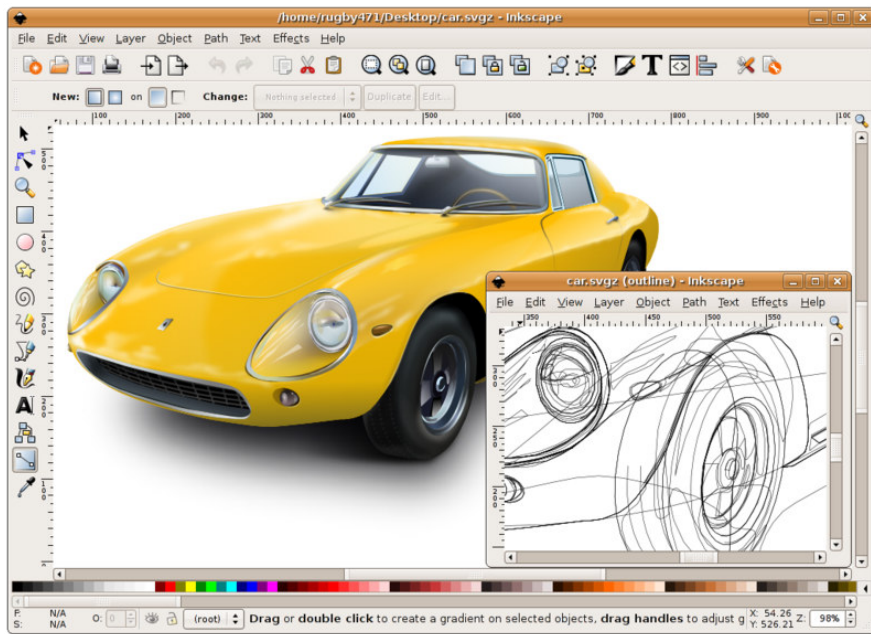 /home/rugby471/Desktop/car.svgz - Inkscape
File Edit View Layer Object Path Text Effects Help
New: on Change: Nothing selected Duplicate Edit...
100 200 300 400 500 600 700 800 900
car.svgz (outline) - Inkscape
File Edit View Layer Object Path Text Effects Help
350 400 450 500 550
F: N/A
S: N/A
O: 0
(root)
Drag or double click to create a gradient on selected objects, drag handles to adjust g
X: 54.26
Y: 526.21
Z: 98%